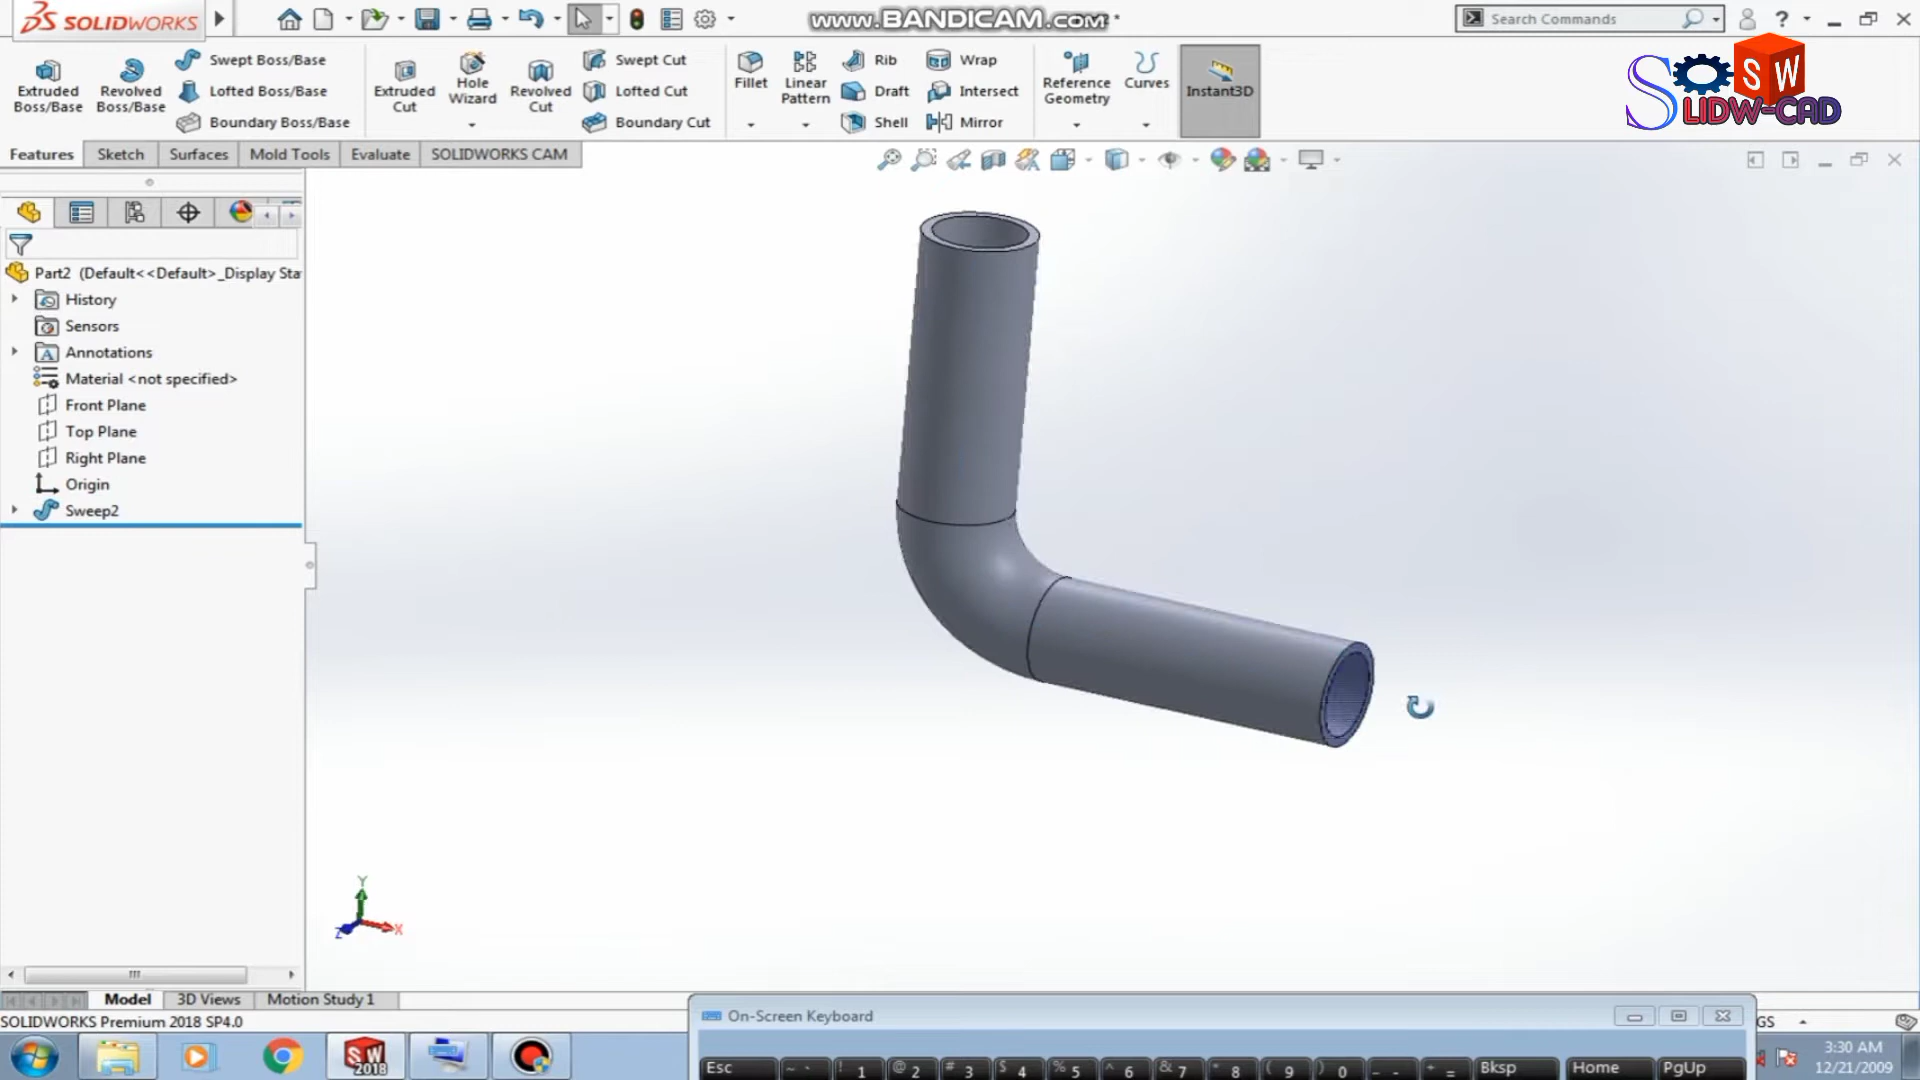 SOLIDWORKS
www.BANDICAM.com *
Search Commands
?
SOLIDW-CAD
SW
Extruded Boss/Base
Revolved Boss/Base
Swept Boss/Base
Lofted Boss/Base
Boundary Boss/Base
Extruded Cut
Hole Wizard
Revolved Cut
Swept Cut
Lofted Cut
Boundary Cut
Fillet
Linear Pattern
Rib
Draft
Shell
Wrap
Intersect
Mirror
Reference Geometry
Curves
Instant3D
Features
Sketch
Surfaces
Mold Tools
Evaluate
SOLIDWORKS CAM
Part2 (Default<<Default>_Display Sta
History
Sensors
Annotations
Material <not specified>
Front Plane
Top Plane
Right Plane
Origin
Sweep2
Y
X
Z
Model
3D Views
Motion Study 1
SOLIDWORKS Premium 2018 SP4.0
On-Screen Keyboard
GS
Esc ~ ` ! 1 @ 2 # 3 $ 4 % 5 ^ 6 & 7 * 8 ( 9 ) 0 _ - + = Bksp Home PgUp
SW
2018
3:30 AM
12/21/2009